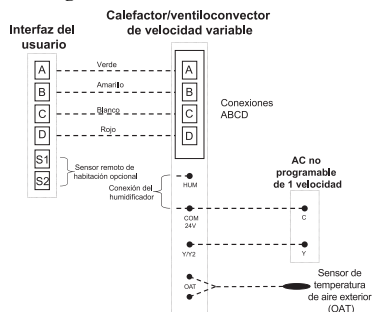 Calefactor/ventiloconvector
de velocidad variable
Interfaz del
usuario
A
Verde
A
B
Amarillo
B
C
Blanco
C
D
Rojo
D
Conexiones
ABCD
S1
S2
Sensor remoto de
habitación opcional
Conexión del
humidificador
HUM
COM
24V
Y/Y2
OAT
AC no
programable
de 1 velocidad
C
Y
Sensor de
temperatura
de aire exterior
(OAT)